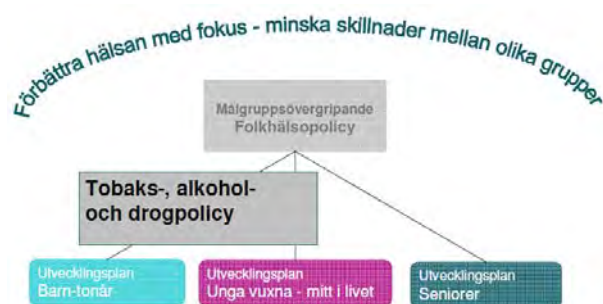 Förbättra hälsan med fokus - minska skillnader mellan olika grupper
Målgruppsövergripande
Folkhälsopolicy
Tobaks-, alkohol-
och drogpolicy
Utvecklingsplan
Barn-tonår
Utvecklingsplan
Unga vuxna - mitt i livet
Utvecklingsplan
Seniorer